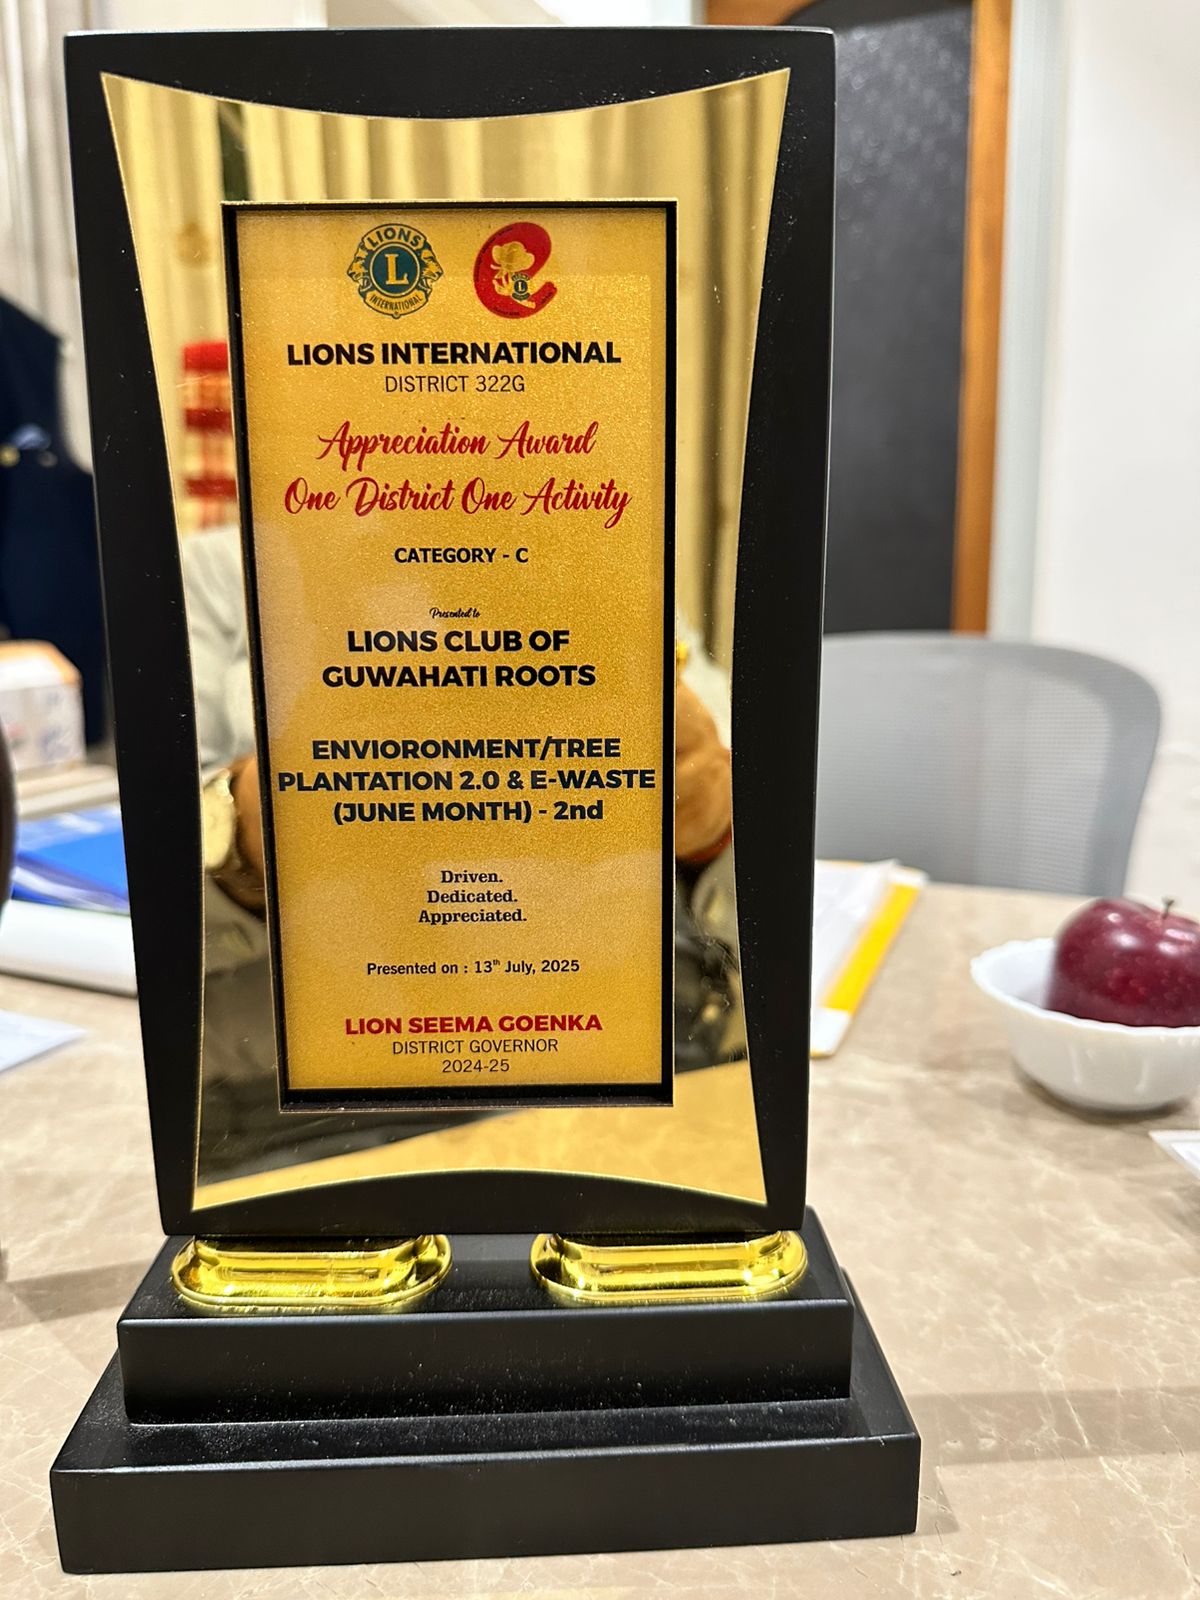 LIONS
L
INTERNATIONAL
L
LIONS INTERNATIONAL
DISTRICT 322G
Appreciation Award
One District One Activity
CATEGORY - C
Presented to
LIONS CLUB OF
GUWAHATI ROOTS
ENVIORONMENT/TREE
PLANTATION 2.0 & E-WASTE
(JUNE MONTH) - 2nd
Driven.
Dedicated.
Appreciated.
Presented on : 13th July, 2025
LION SEEMA GOENKA
DISTRICT GOVERNOR
2024-25